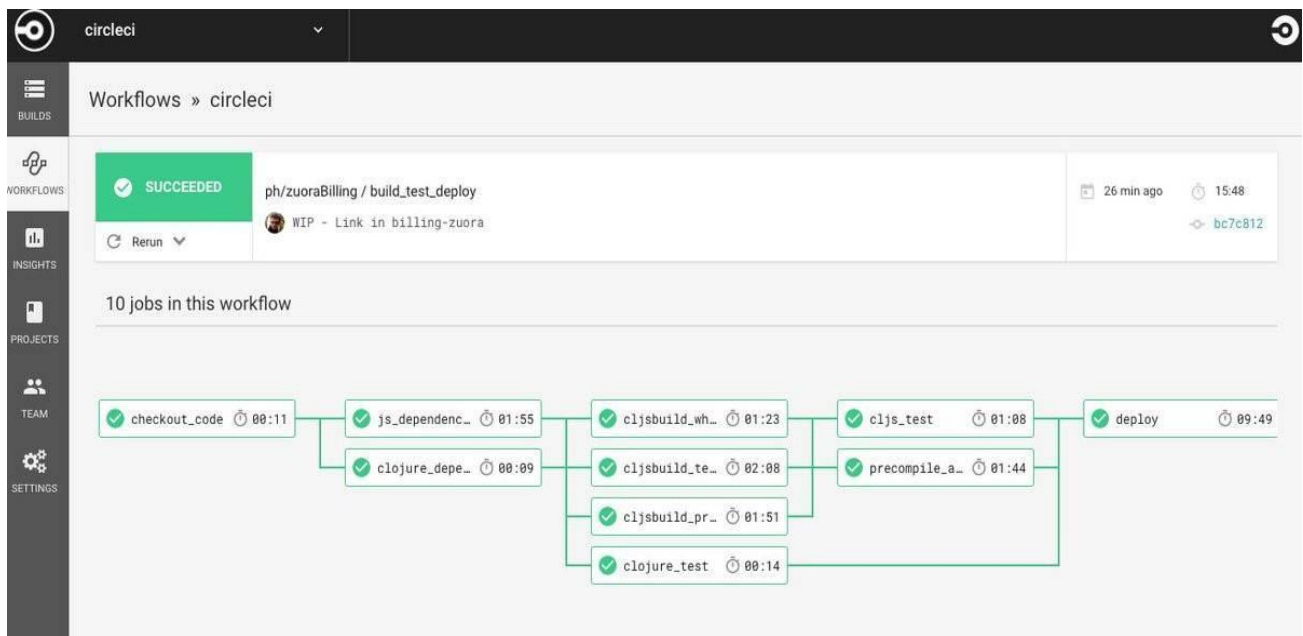 circleci
BUILDS
WORKFLOWS
INSIGHTS
PROJECTS
TEAM
SETTINGS
Workflows » circleci
SUCCEEDED
Rerun
ph/zuoraBilling / build_test_deploy
WIP - Link in billing-zuora
26 min ago 15:48
bc7c812
10 jobs in this workflow
checkout_code 00:11
js_dependenc… 01:55
clojure_depe… 00:09
cljsbuild_wh… 01:23
cljsbuild_te… 02:08
cljsbuild_pr… 01:51
clojure_test 00:14
cljs_test 01:08
precompile_a… 01:44
deploy 09:49